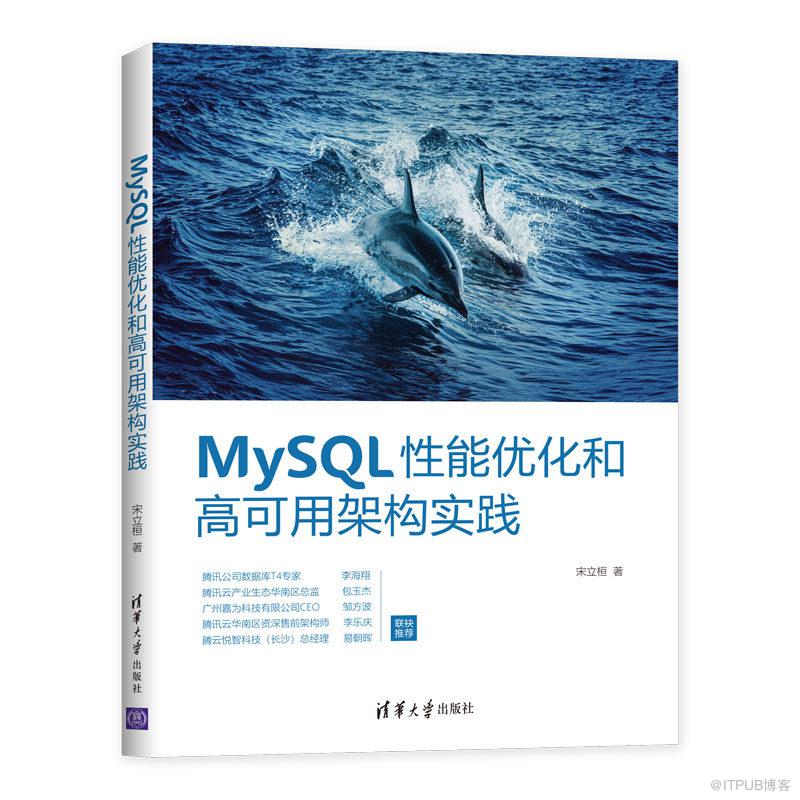 MySQL性能优化和高可用架构实践
宋立桓 著
清华大学出版社
MySQL性能优化和
高可用架构实践
宋立桓 著
腾讯公司数据库T4专家 李海翔
腾讯云产业生态华南区总监 包玉杰
广州嘉为科技有限公司CEO 邹方波
腾讯云华南区资深售前架构师 李乐庆
腾云悦智科技（长沙）总经理 易朝晖
联袂
推荐
清华大学出版社
@ITPUB博客